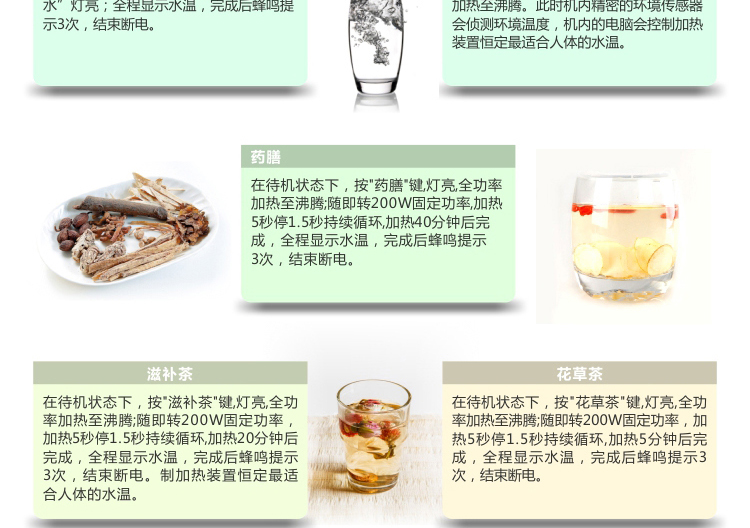 水”灯亮；全程显示水温，完成后蜂鸣提
示3次，结束断电。
加热至沸腾。此时机内精密的环境传感器
会侦测环境温度，机内的电脑会控制加热
装置恒定最适合人体的水温。
药膳
在待机状态下，按"药膳"键,灯亮,全功率
加热至沸腾;随即转200W固定功率,加热
5秒停1.5秒持续循环,加热40分钟后完
成，全程显示水温，完成后蜂鸣提示
3次，结束断电。
滋补茶
在待机状态下，按"滋补茶"键,灯亮,全功
率加热至沸腾;随即转200W固定功率，
加热5秒停1.5秒持续循环,加热20分钟后
完成，全程显示水温，完成后蜂鸣提示
3次，结束断电。制加热装置恒定最适
合人体的水温。
花草茶
在待机状态下，按"花草茶"键,灯亮,全功
率加热至沸腾;随即转200W固定功率，加
热5秒停1.5秒持续循环,加热5分钟后完
成，全程显示水温，完成后蜂鸣提示3
次，结束断电。